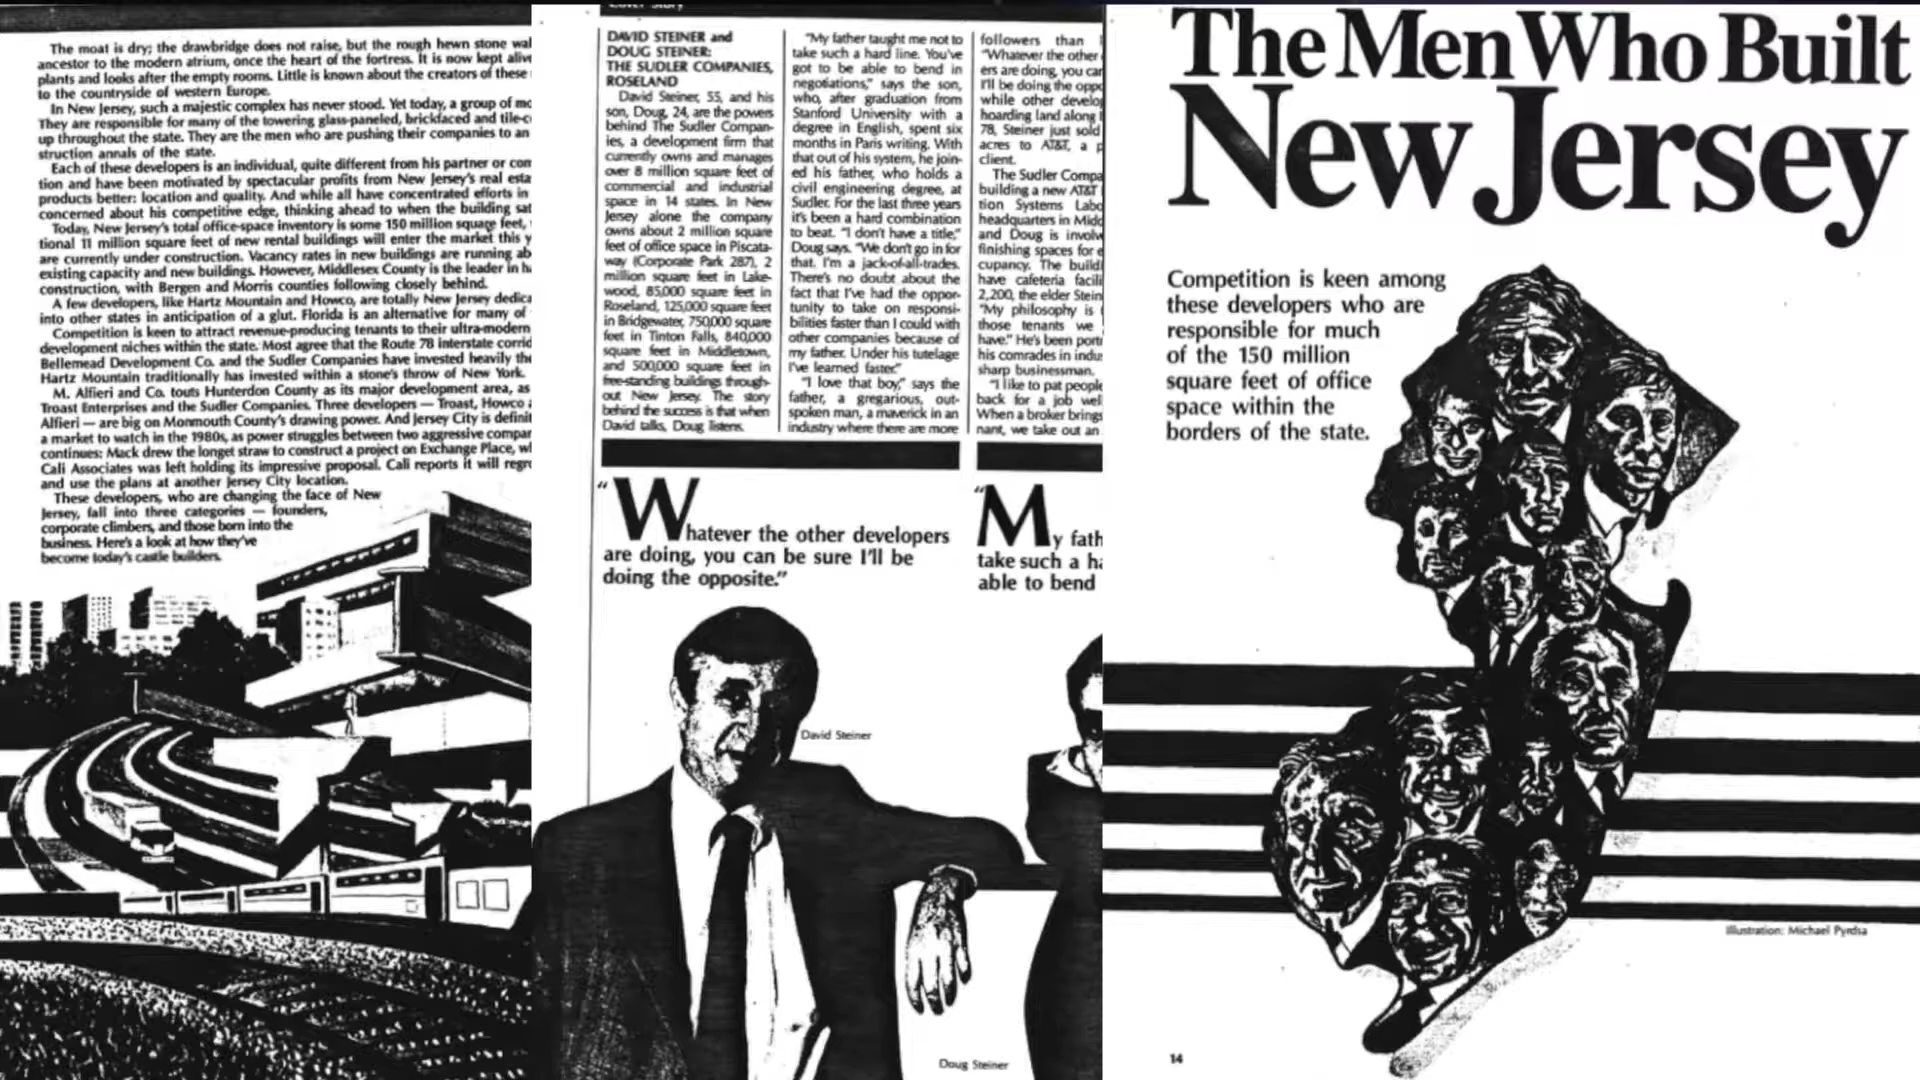 The moat is dry; the drawbridge does not raise, but the rough hewn stone wal
ancestor to the modern atrium, once the heart of the fortress. It is now kept alive
plants and looks after the empty rooms. Little is known about the creators of these
to the countryside of western Europe.
In New Jersey, such a majestic complex has never stood. Yet today, a group of mo
They are responsible for many of the towering glass-paneled, brickfaced and tile-c
up throughout the state. They are the men who are pushing their companies to an
struction annals of the state.
Each of these developers is an individual, quite different from his partner or com
tion and have been motivated by spectacular profits from New Jersey's real esta
products better: location and quality. And while all have concentrated efforts in
concerned about his competitive edge, thinking ahead to when the building sat
Today, New Jersey's total office-space inventory is some 150 million square feet,
tional 11 million square feet of new rental buildings will enter the market this y
are currently under construction. Vacancy rates in new buildings are running ab
existing capacity and new buildings. However, Middlesex County is the leader in h
construction, with Bergen and Morris counties following closely behind.
A few developers, like Hartz Mountain and Howco, are totally New Jersey dedica
into other states in anticipation of a glut. Florida is an alternative for many of
Competition is keen to attract revenue-producing tenants to their ultra-modern
development niches within the state. Most agree that the Route 78 interstate corrid
Bellemead Development Co. and the Sudler Companies have invested heavily the
Hartz Mountain traditionally has invested within a stone's throw of New York.
M. Alfieri and Co. touts Hunterdon County as its major development area, as
Troast Enterprises and the Sudler Companies. Three developers — Troast, Howco a
Alfieri — are big on Monmouth County's drawing power. And Jersey City is definit
a market to watch in the 1980s, as power struggles between two aggressive compan
continues: Mack drew the longet straw to construct a project on Exchange Place, wh
Cali Associates was left holding its impressive proposal. Cali reports it will regro
and use the plans at another Jersey City location.
These developers, who are changing the face of New
Jersey, fall into three categories — founders,
corporate climbers, and those born into the
business. Here's a look at how they've
become today's castle builders.
Cover Story
DAVID STEINER and
DOUG STEINER:
THE SUDLER COMPANIES,
ROSELAND
David Steiner, 55, and his
son, Doug, 24, are the powers
behind The Sudler Compan-
ies, a development firm that
currently owns and manages
over 8 million square feet of
commercial and industrial
space in 14 states. In New
Jersey alone the company
owns about 2 million square
feet of office space in Piscata-
way (Corporate Park 287), 2
million square feet in Lake-
wood, 85,000 square feet in
Roseland, 125,000 square feet
in Bridgewater, 750,000 square
feet in Tinton Falls, 840,000
square feet in Middletown,
and 500,000 square feet in
free-standing buildings through-
out New Jersey. The story
behind the success is that when
David talks, Doug listens.
"My father taught me not to
take such a hard line. You've
got to be able to bend in
negotiations," says the son,
who, after graduation from
Stanford University with a
degree in English, spent six
months in Paris writing. With
that out of his system, he join-
ed his father, who holds a
civil engineering degree, at
Sudler. For the last three years
it's been a hard combination
to beat. "I don't have a title,"
Doug says. "We don't go in for
that. I'm a jack-of-all-trades.
There's no doubt about the
fact that I've had the oppor-
tunity to take on responsi-
bilities faster than I could with
other companies because of
my father. Under his tutelage
I've learned faster."
"I love that boy," says the
father, a gregarious, out-
spoken man, a maverick in an
industry where there are more
followers than l
"Whatever the other
ers are doing, you can
I'll be doing the oppo
while other develop
hoarding land along I
78, Steiner just sold
acres to AT&T, a p
client.
The Sudler Compa
building a new AT&T
tion Systems Labo
headquarters in Midd
and Doug is involv
finishing spaces for e
cupancy. The buildi
have cafeteria facili
2,200, the elder Stein
"My philosophy is t
those tenants we
have." He's been portr
his comrades in indus
sharp businessman.
"I like to pat people
back for a job well
When a broker brings
nant, we take out an
"Whatever the other developers
are doing, you can be sure I'll be
doing the opposite."
"My fath
take such a ha
able to bend
David Steiner
Doug Steiner
The Men Who Built
New Jersey
Competition is keen among
these developers who are
responsible for much
of the 150 million
square feet of office
space within the
borders of the state.
Illustration: Michael Pyrdsa
14